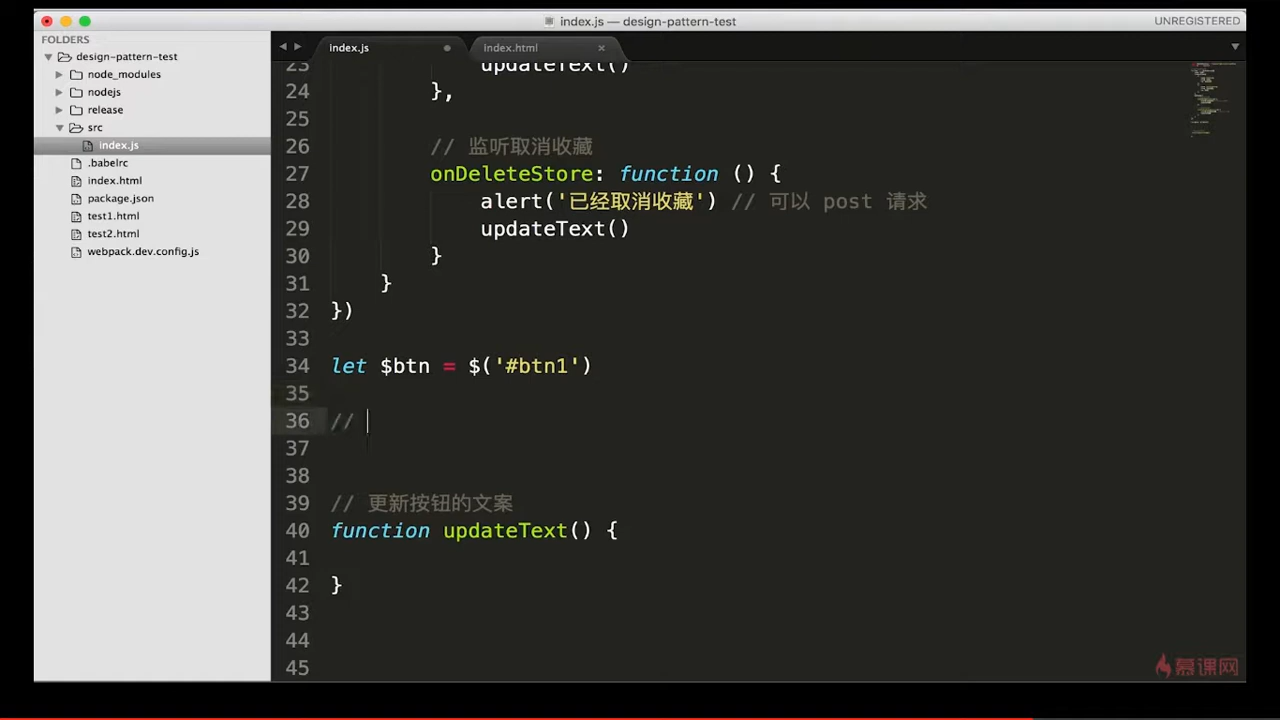 index.js — design-pattern-test
UNREGISTERED
FOLDERS
design-pattern-test
node_modules
nodejs
release
src
index.js
.babelrc
index.html
package.json
test1.html
test2.html
webpack.dev.config.js
index.js
index.html
23 updateText()
24 },
25
26 // 监听取消收藏
27 onDeleteStore: function () {
28 alert('已经取消收藏') // 可以 post 请求
29 updateText()
30 }
31 }
32 })
33
34 let $btn = $('#btn1')
35
36 //
37
38
39 // 更新按钮的文案
40 function updateText() {
41
42 }
43
44
45
慕课网